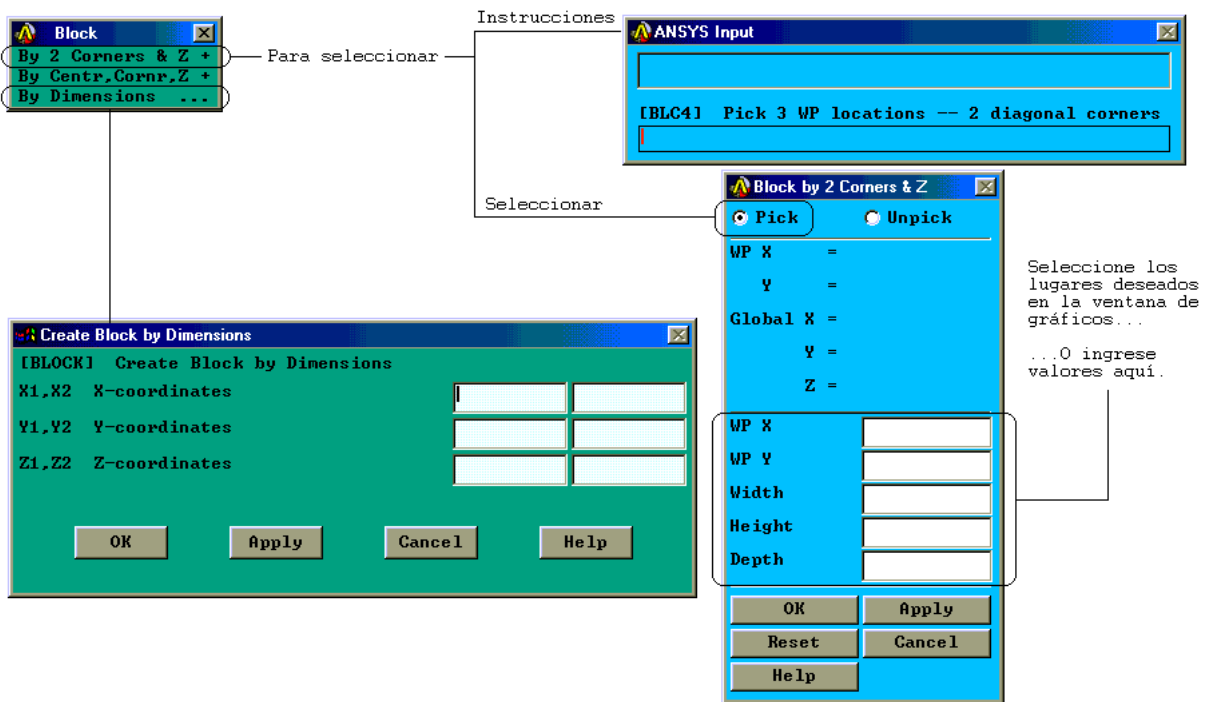 Block
By 2 Corners & Z +
By Centr,Cornr,Z +
By Dimensions ...
Para seleccionar
Instrucciones
ANSYS Input
[BLC4] Pick 3 WP locations -- 2 diagonal corners
Seleccionar
Block by 2 Corners & Z
Pick Unpick
WP X =
Y =
Global X =
Y =
Z =
WP X
WP Y
Width
Height
Depth
OK Apply
Reset Cancel
Help
Seleccione los
lugares deseados
en la ventana de
gráficos...
...O ingrese
valores aquí.
Create Block by Dimensions
[BLOCK] Create Block by Dimensions
X1,X2 X-coordinates
Y1,Y2 Y-coordinates
Z1,Z2 Z-coordinates
OK Apply Cancel Help